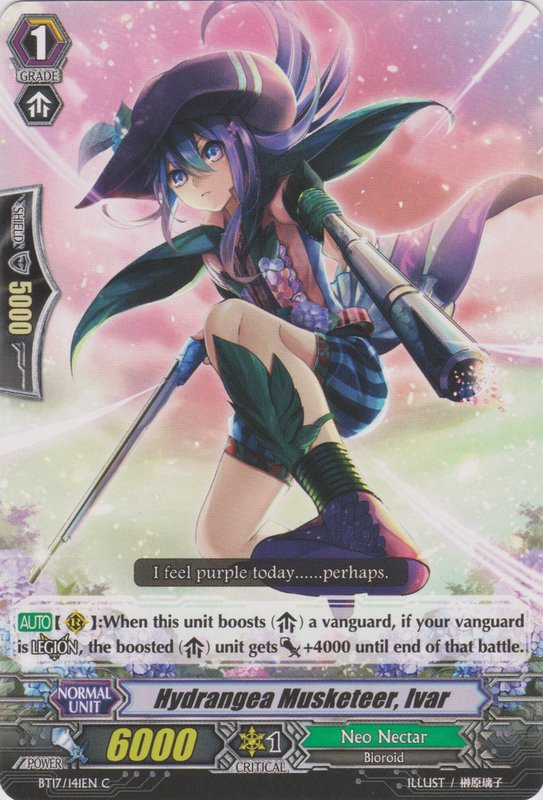 1
GRADE
SHIELD
5000
I feel purple today......perhaps.
AUTO【 R 】:When this unit boosts ( ) a vanguard, if your vanguard
is LEGION, the boosted ( ) unit gets +4000 until end of that battle.
NORMAL
UNIT
Hydrangea Musketeer, Ivar
POWER
6000
1
CRITICAL
Neo Nectar
Bioroid
BT17/141EN C
ILLUST / 榊原璃子